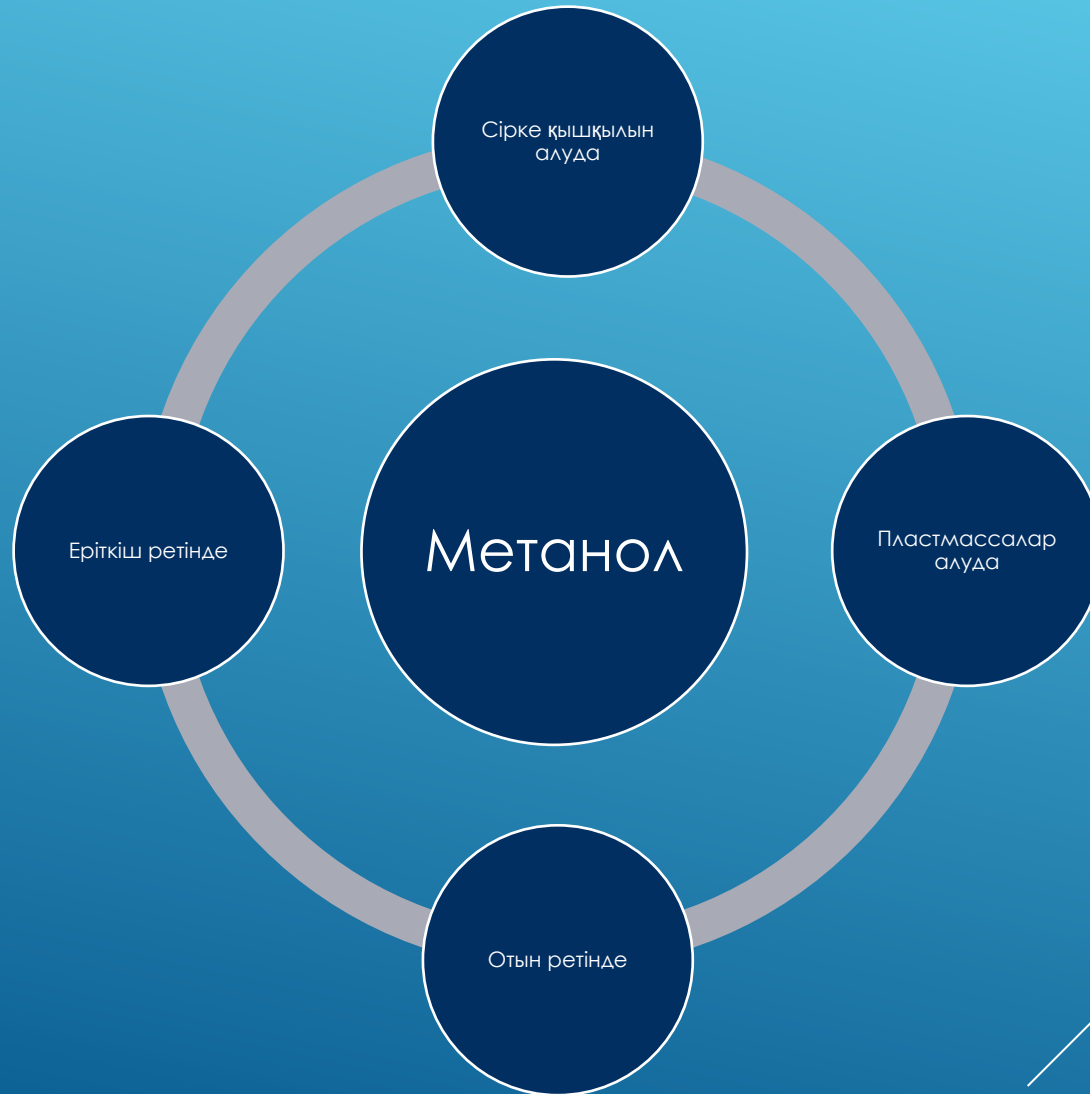 Сірке қышқылын
алуда
Еріткіш ретінде
Метанол
Пластмассалар
алуда
Отын ретінде